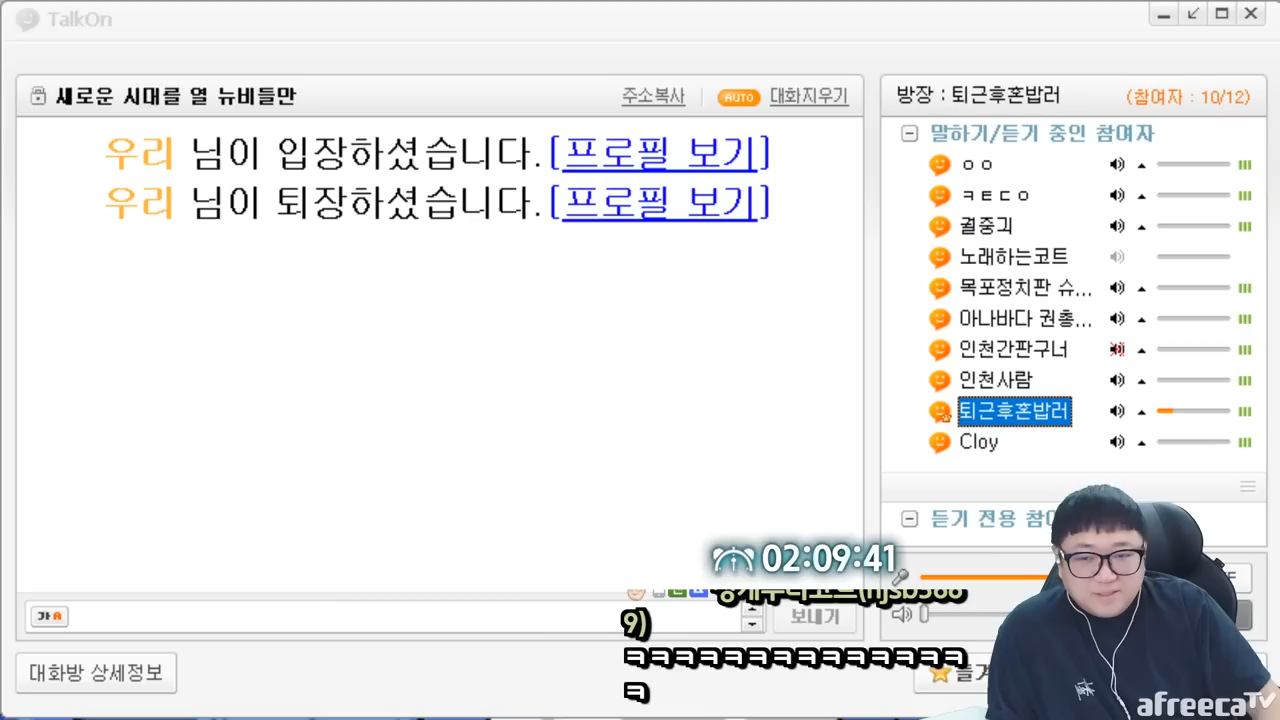 TalkOn
새로운 시대를 열 뉴비들만
주소복사
AUTO
대화지우기
우리 님이 입장하셨습니다.[프로필 보기]
우리 님이 퇴장하셨습니다.[프로필 보기]
방장 : 퇴근후혼밥러
(참여자 : 10/12)
말하기/듣기 중인 참여자
ㅇㅇ
ㅋㅌㄷㅇ
귈중긔
노래하는코트
목포정치판 슈...
아나바다 권총...
인천간판구너
인천사람
퇴근후혼밥러
Cloy
듣기 전용
02:09:41
9)
ㅋㅋㅋㅋㅋㅋㅋㅋㅋㅋㅋㅋㅋ
ㅋ
가
보내기
대화방 상세정보
afreecaTV